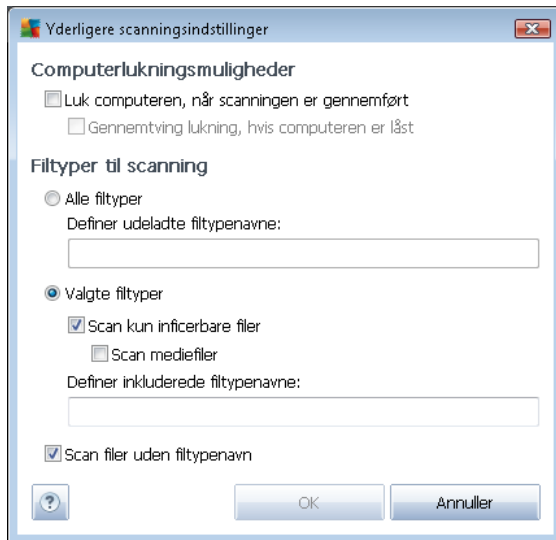 Yderligere scanningsindstillinger
Computerlukningsmuligheder
Luk computeren, når scanningen er gennemført
Gennemtving lukning, hvis computeren er låst
Filtyper til scanning
Alle filtyper
Definer udeladte filtypenavne:
Valgte filtyper
Scan kun inficerbare filer
Scan mediefiler
Definer inkluderede filtypenavne:
Scan filer uden filtypenavn
?
OK
Annuller